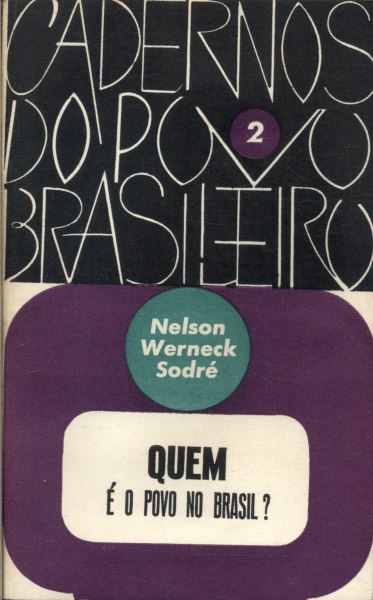 CADERNOS
DO POVO
2
BRASILEIRO
Nelson
Werneck
Sodré
QUEM
É O POVO NO BRASIL?